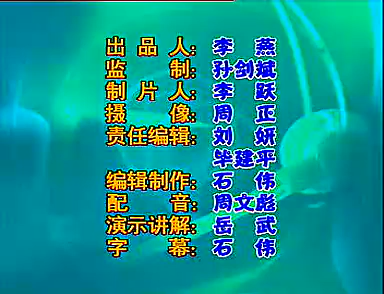 出品人: 李燕
监制: 孙剑斌
制片人: 李跃
摄像: 周正
责任编辑: 刘妍
毕建平
编辑制作: 石伟
配音: 周文彪
演示讲解: 岳武
字幕: 石伟